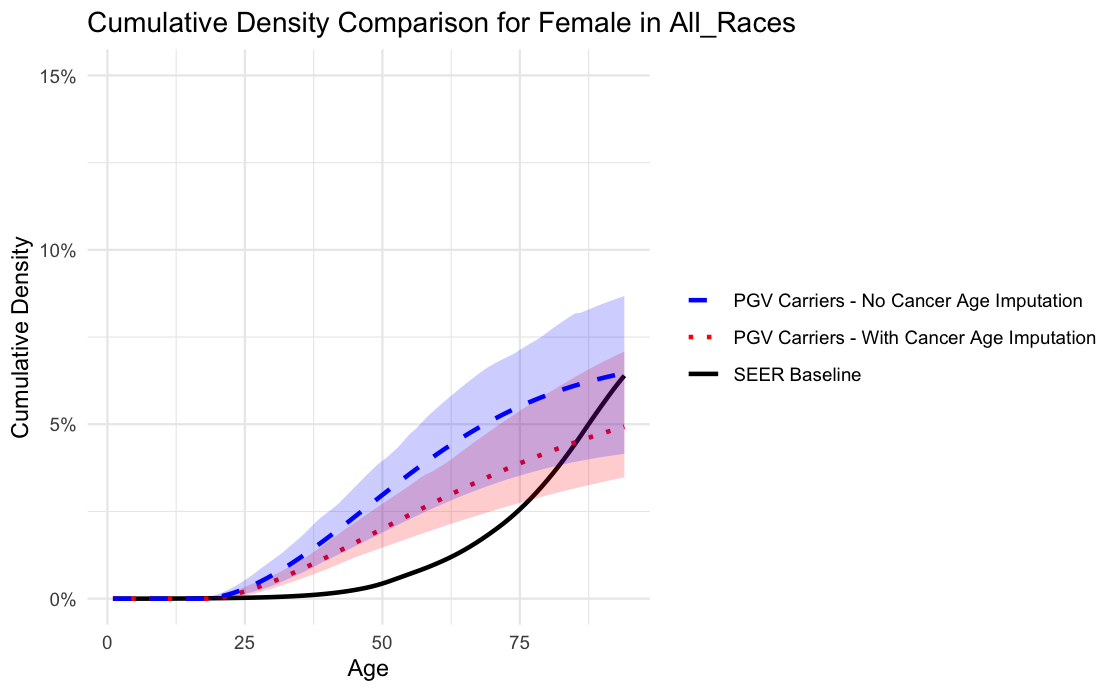 Cumulative Density Comparison for Female in All_Races
Cumulative Density
15%
10%
5%
0%
0
25
50
75
Age
PGV Carriers - No Cancer Age Imputation
PGV Carriers - With Cancer Age Imputation
SEER Baseline